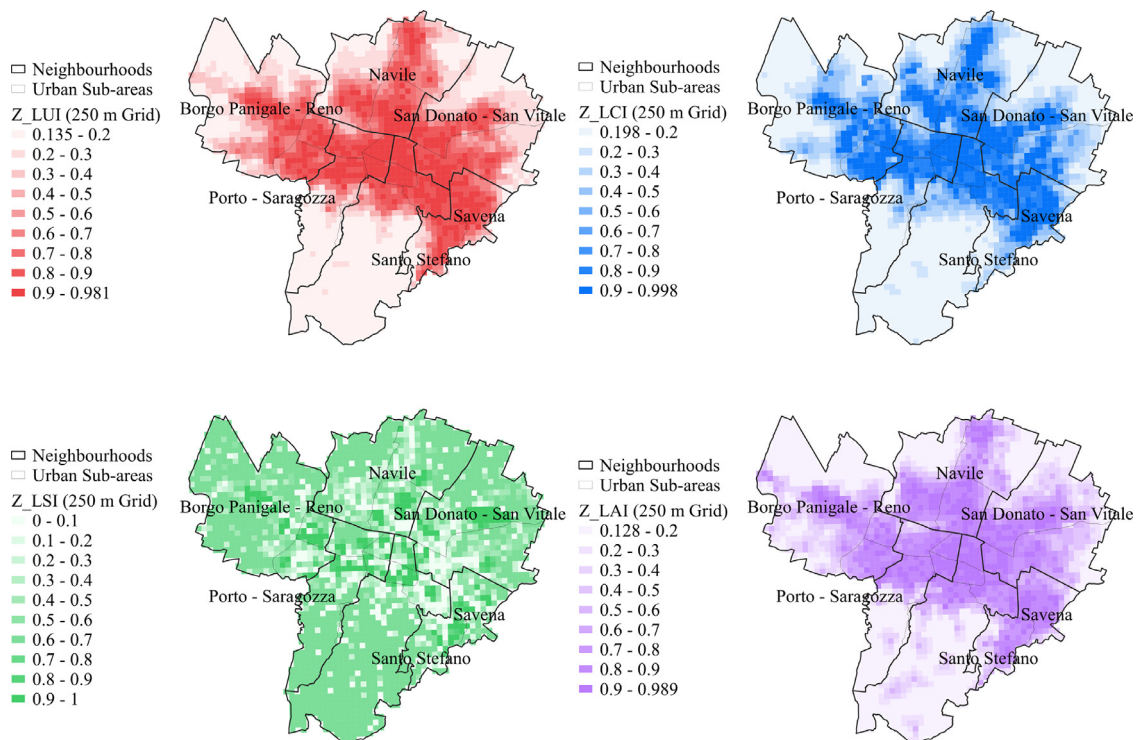 Neighbourhoods
Urban Sub-areas
Z_LUI (250 m Grid)
0.135 - 0.2
0.2 - 0.3
0.3 - 0.4
0.4 - 0.5
0.5 - 0.6
0.6 - 0.7
0.7 - 0.8
0.8 - 0.9
0.9 - 0.981
Navile
Borgo Panigale - Reno
San Donato - San Vitale
Porto - Saragozza
Savena
Santo Stefano
Neighbourhoods
Urban Sub-areas
Z_LCI (250 m Grid)
0.198 - 0.2
0.2 - 0.3
0.3 - 0.4
0.4 - 0.5
0.5 - 0.6
0.6 - 0.7
0.7 - 0.8
0.8 - 0.9
0.9 - 0.998
Navile
Borgo Panigale - Reno
San Donato - San Vitale
Porto - Saragozza
Savena
Santo Stefano
Neighbourhoods
Urban Sub-areas
Z_LSI (250 m Grid)
0 - 0.1
0.1 - 0.2
0.2 - 0.3
0.3 - 0.4
0.4 - 0.5
0.5 - 0.6
0.6 - 0.7
0.7 - 0.8
0.8 - 0.9
0.9 - 1
Navile
Borgo Panigale - Reno
San Donato - San Vitale
Porto - Saragozza
Savena
Santo Stefano
Neighbourhoods
Urban Sub-areas
Z_LAI (250 m Grid)
0.128 - 0.2
0.2 - 0.3
0.3 - 0.4
0.4 - 0.5
0.5 - 0.6
0.6 - 0.7
0.7 - 0.8
0.8 - 0.9
0.9 - 0.989
Navile
Borgo Panigale - Reno
San Donato - San Vitale
Porto - Saragozza
Savena
Santo Stefano